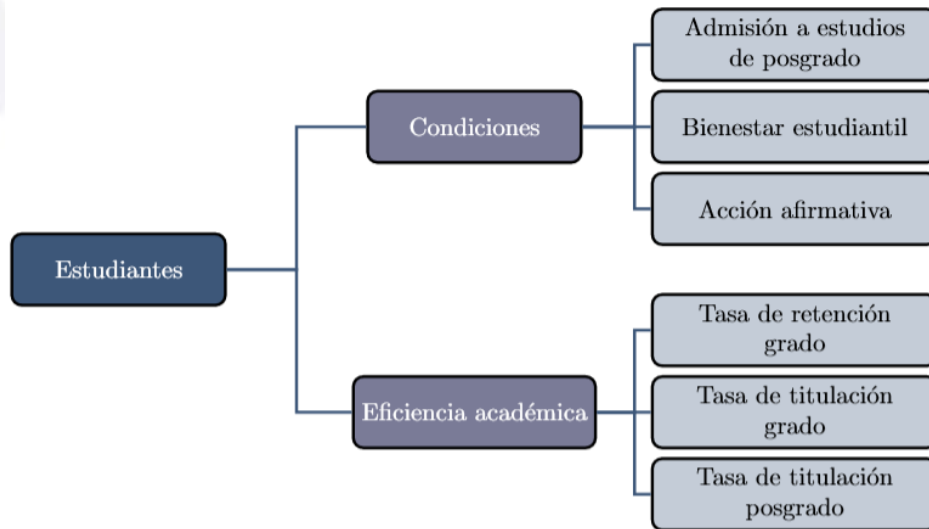 Estudiantes
Condiciones
Admisión a estudios
de posgrado
Bienestar estudiantil
Acción afirmativa
Eficiencia académica
Tasa de retención
grado
Tasa de titulación
grado
Tasa de titulación
posgrado